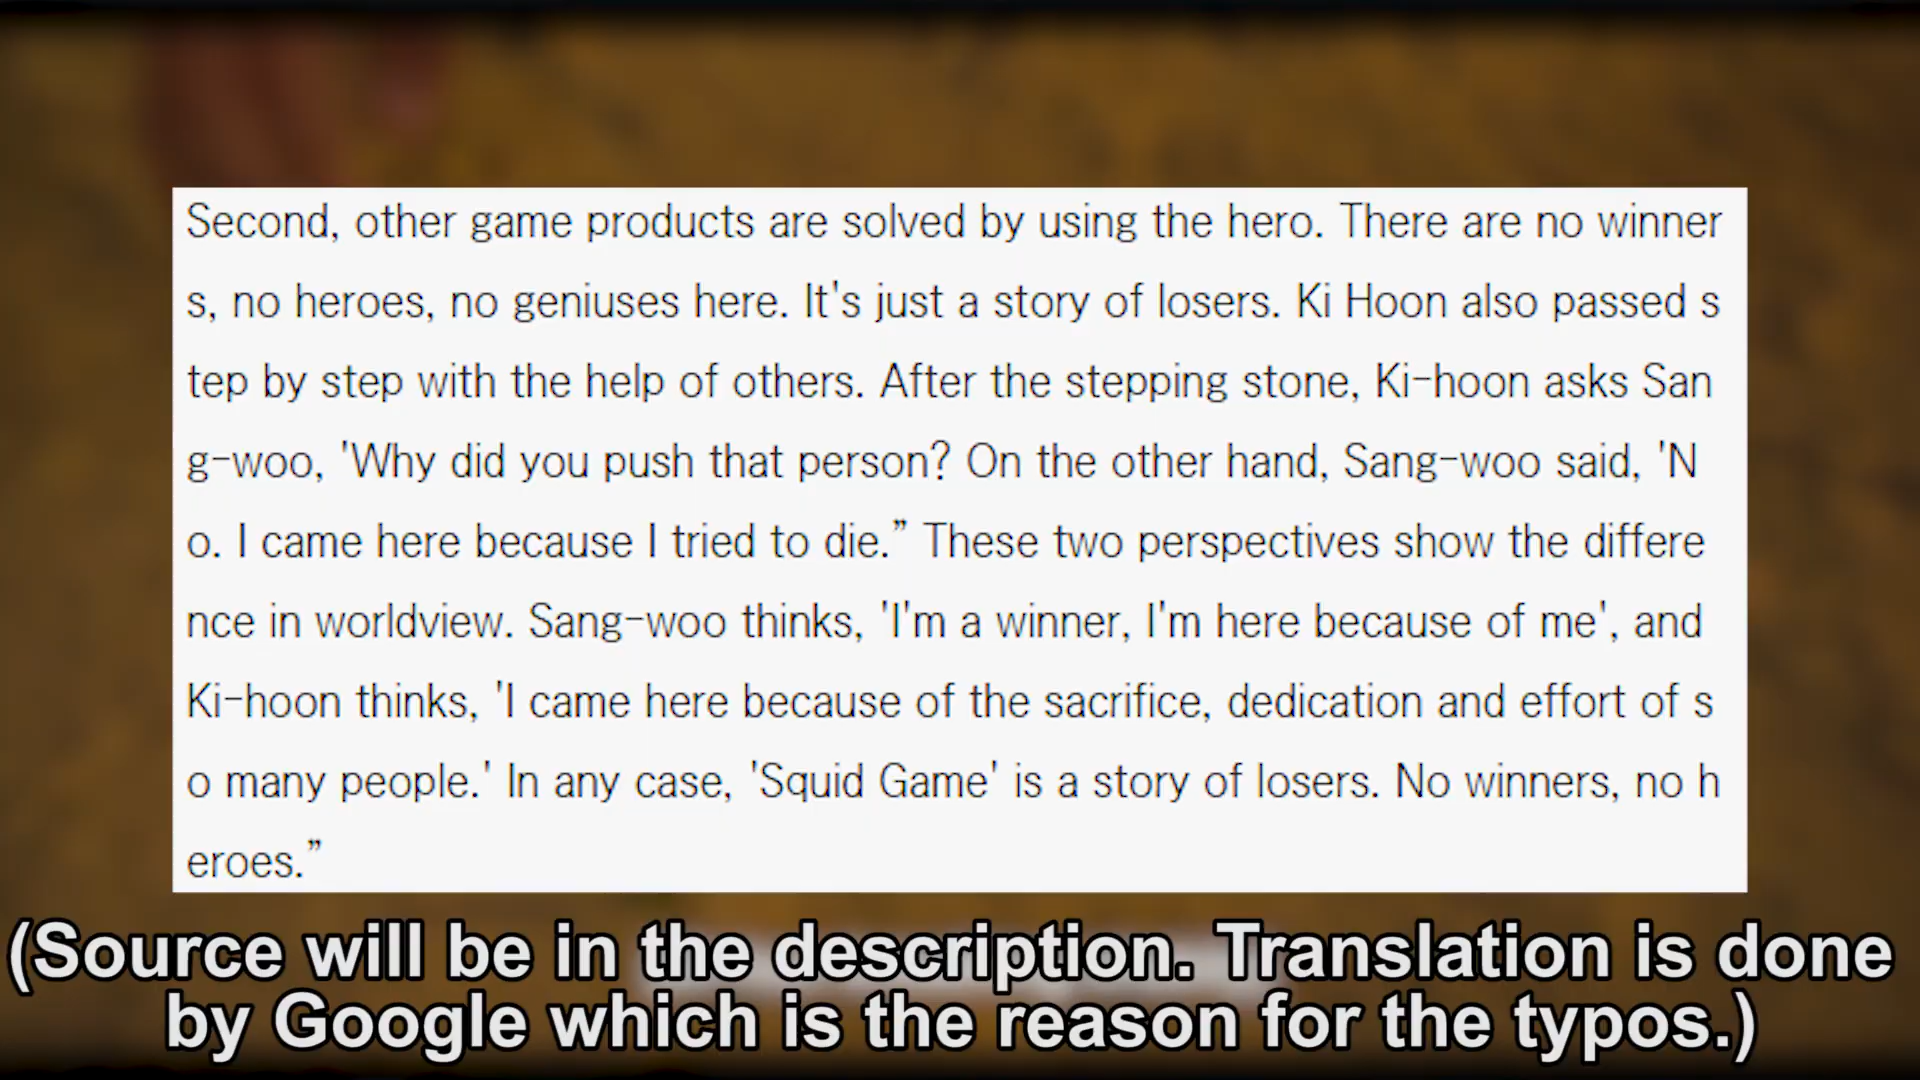 Second, other game products are solved by using the hero. There are no winner
s, no heroes, no geniuses here. It's just a story of losers. Ki Hoon also passed s
tep by step with the help of others. After the stepping stone, Ki-hoon asks San
g-woo, 'Why did you push that person? On the other hand, Sang-woo said, 'N
o. I came here because I tried to die.” These two perspectives show the differe
nce in worldview. Sang-woo thinks, 'I'm a winner, I'm here because of me', and
Ki-hoon thinks, 'I came here because of the sacrifice, dedication and effort of s
o many people.' In any case, 'Squid Game' is a story of losers. No winners, no h
eroes.”
(Source will be in the description. Translation is done
by Google which is the reason for the typos.)